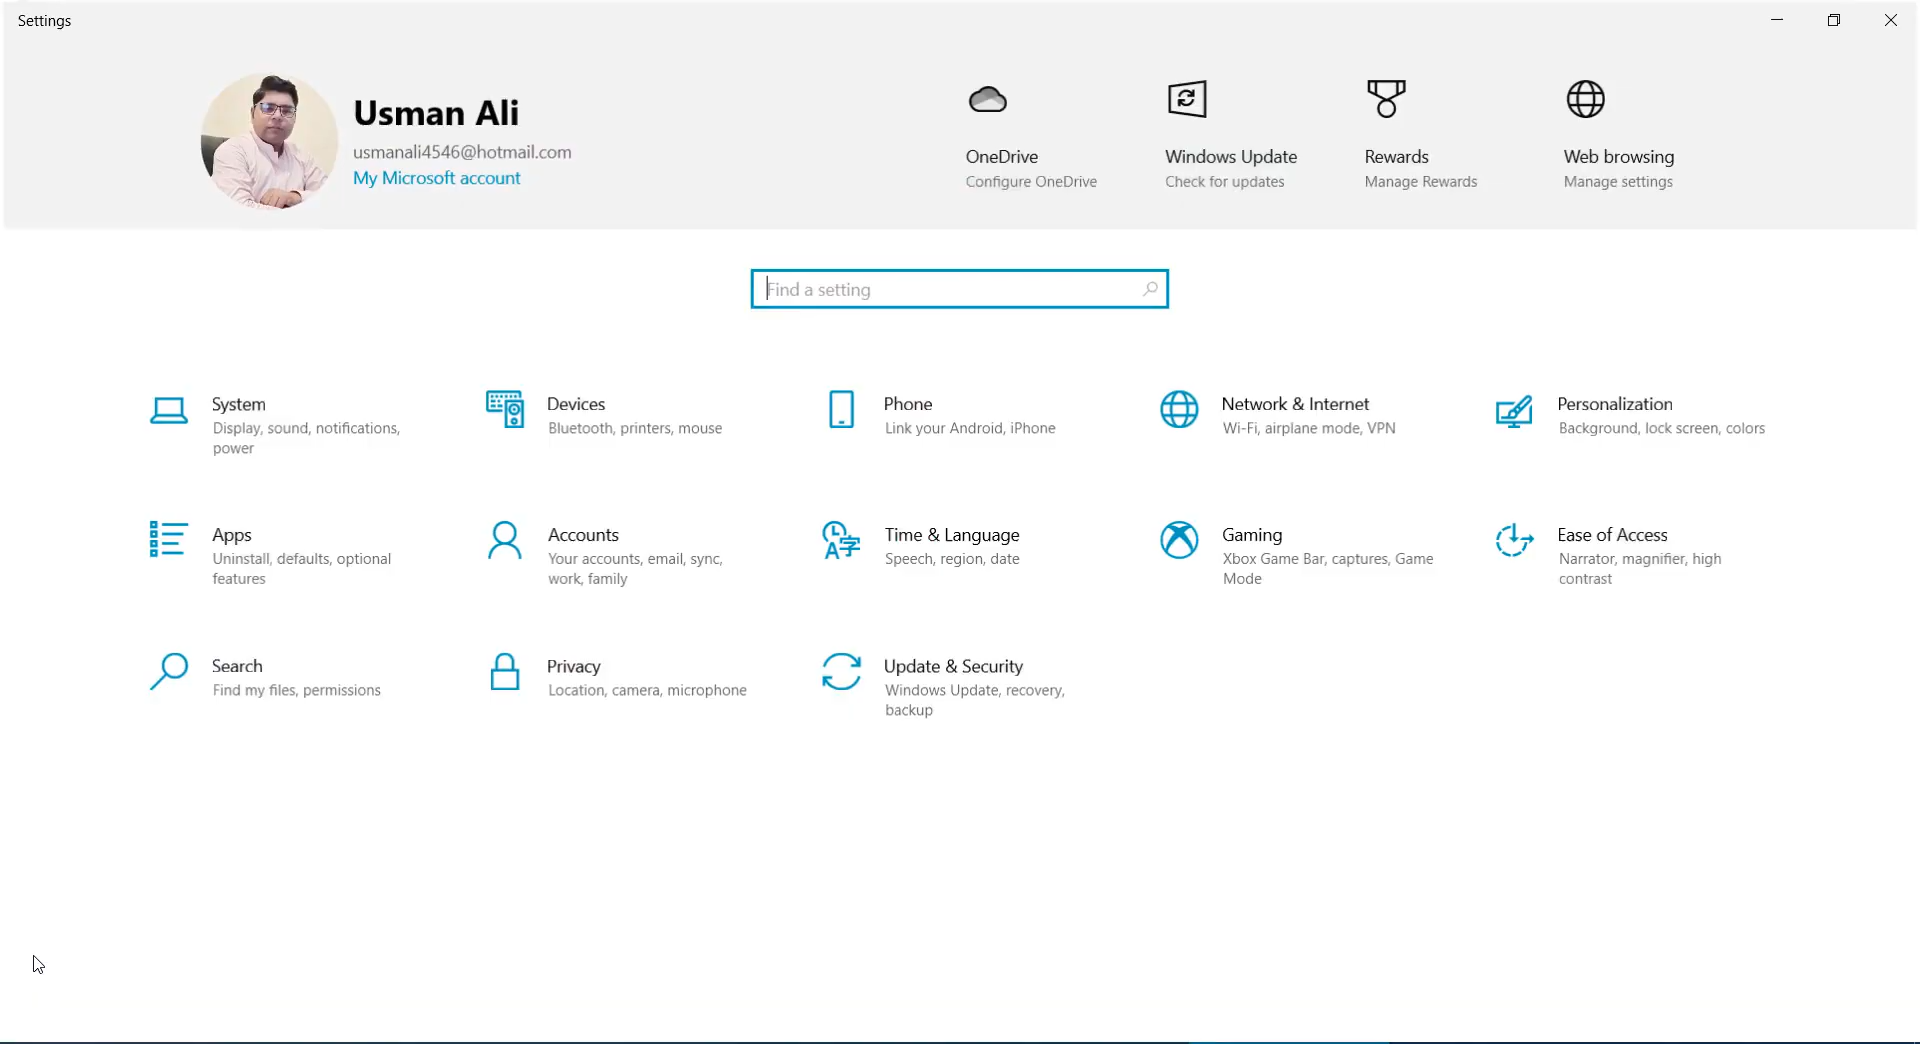 Settings
Usman Ali
usmanali4546@hotmail.com
My Microsoft account
OneDrive
Configure OneDrive
Windows Update
Check for updates
Rewards
Manage Rewards
Web browsing
Manage settings
Find a setting
System
Display, sound, notifications,
power
Devices
Bluetooth, printers, mouse
Phone
Link your Android, iPhone
Network & Internet
Wi-Fi, airplane mode, VPN
Personalization
Background, lock screen, colors
Apps
Uninstall, defaults, optional
features
Accounts
Your accounts, email, sync,
work, family
Time & Language
Speech, region, date
Gaming
Xbox Game Bar, captures, Game
Mode
Ease of Access
Narrator, magnifier, high
contrast
Search
Find my files, permissions
Privacy
Location, camera, microphone
Update & Security
Windows Update, recovery,
backup